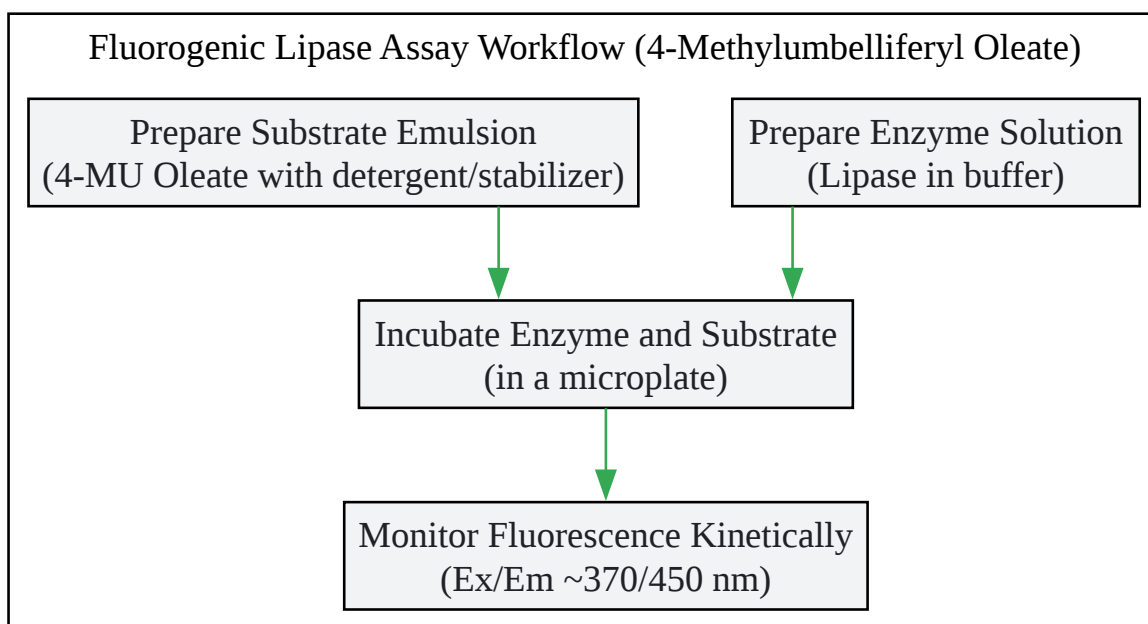 Fluorogenic Lipase Assay Workflow (4-Methylumbelliferyl Oleate)
Prepare Substrate Emulsion
(4-MU Oleate with detergent/stabilizer)
Prepare Enzyme Solution
(Lipase in buffer)
Incubate Enzyme and Substrate
(in a microplate)
Monitor Fluorescence Kinetically
(Ex/Em ~370/450 nm)